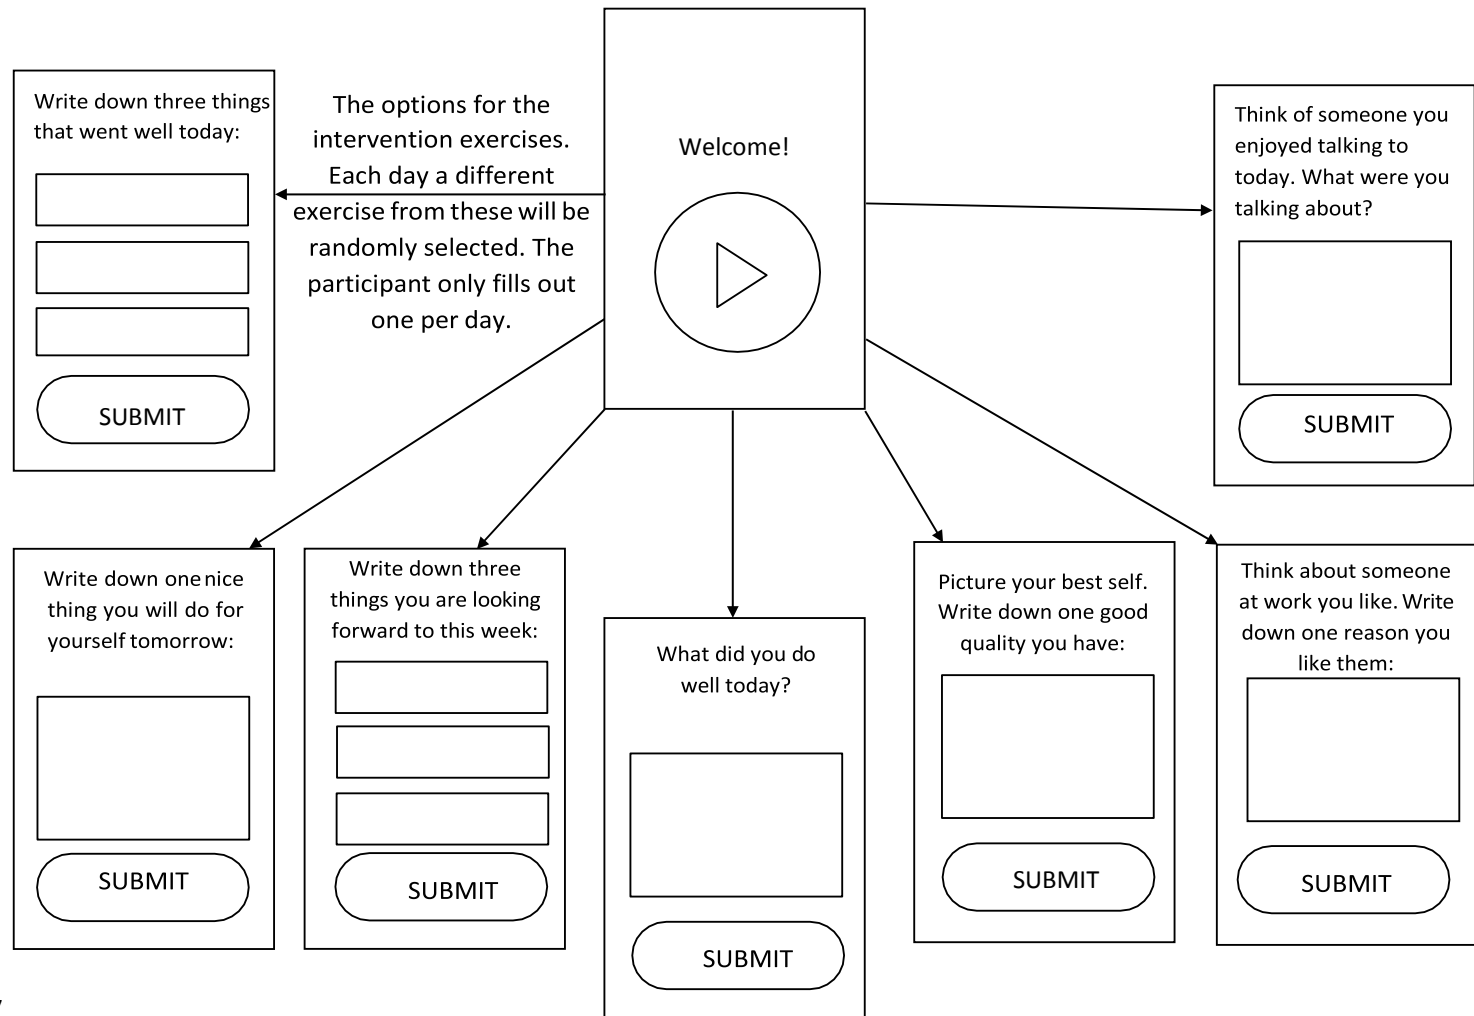 Write down three things
that went well today:
SUBMIT
The options for the
intervention exercises.
Each day a different
exercise from these will be
randomly selected. The
participant only fills out
one per day.
Welcome!
Think of someone you
enjoyed talking to
today. What were you
talking about?
SUBMIT
Write down one nice
thing you will do for
yourself tomorrow:
SUBMIT
Write down three
things you are looking
forward to this week:
SUBMIT
What did you do
well today?
SUBMIT
Picture your best self.
Write down one good
quality you have:
SUBMIT
Think about someone
at work you like. Write
down one reason you
like them:
SUBMIT